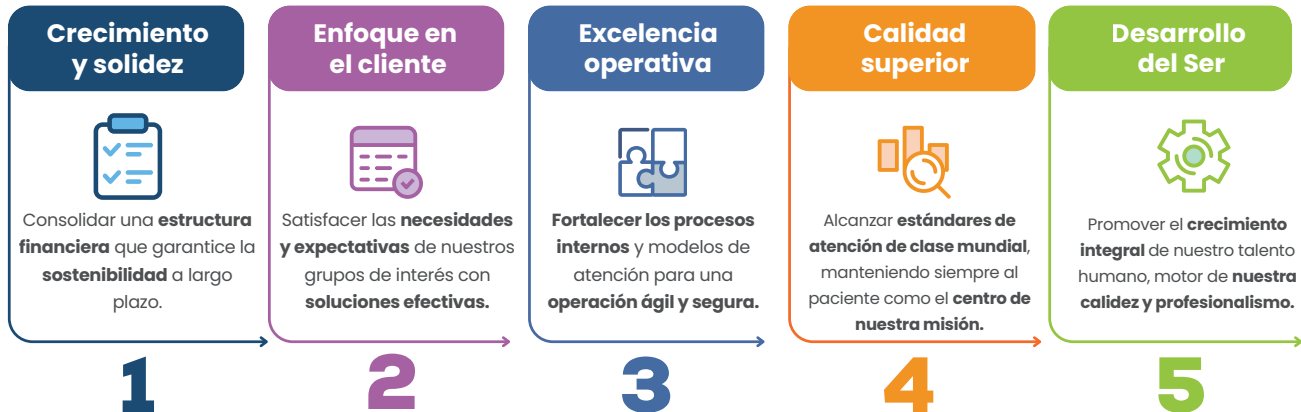 Crecimiento
y solidez
Consolidar una estructura
financiera que garantice la
sostenibilidad a largo
plazo.
1
Enfoque en
el cliente
Satisfacer las necesidades
y expectativas de nuestros
grupos de interés con
soluciones efectivas.
2
Excelencia
operativa
Fortalecer los procesos
internos y modelos de
atención para una
operación ágil y segura.
3
Calidad
superior
Alcanzar estándares de
atención de clase mundial,
manteniendo siempre al
paciente como el centro de
nuestra misión.
4
Desarrollo
del Ser
Promover el crecimiento
integral de nuestro talento
humano, motor de nuestra
calidez y profesionalismo.
5